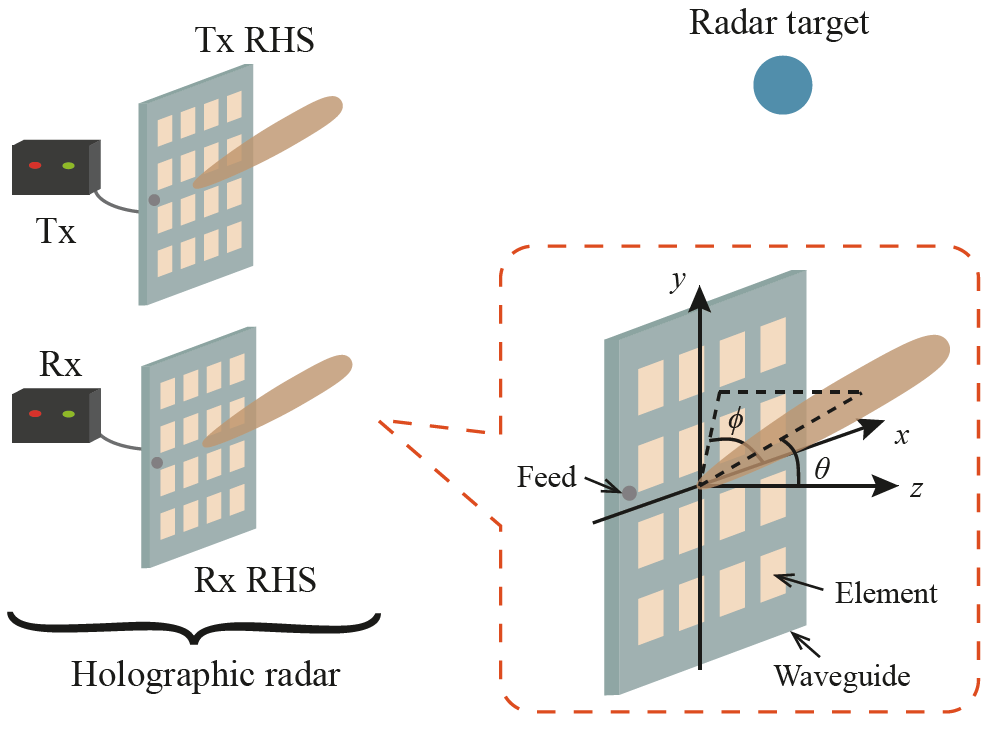 Tx RHS
Radar target
Tx
Rx
Rx RHS
Holographic radar
y
ϕ
x
θ
z
Feed
Element
Waveguide